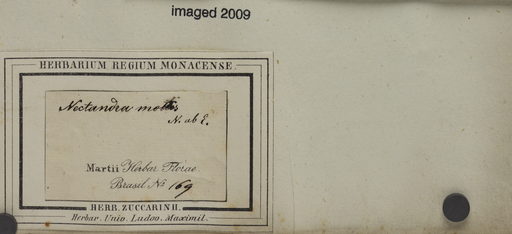 imaged 2009
HERBARIUM REGIUM MONACENSE.
Nectandra mollis
N. ab E.
Martii Herbar. Florae
Brasil No 169
HERB. ZUCCARINII.
Herbar. Univ. Ludov. Maximil.